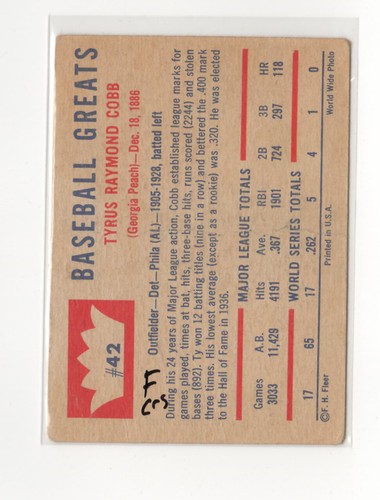 #42
BASEBALL GREATS
TYRUS RAYMOND COBB
(Georgia Peach)—Dec. 18, 1886
Outfielder—Det-Phila (AL)—1905-1928, batted left
During his 24 years of Major League action, Cobb established league marks for
games played, times at bat, hits, three-base hits, runs scored (2244) and stolen
bases (892). Ty won 12 batting titles (nine in a row) and bettered the .400 mark
three times. His lowest average (except as a rookie) was .320. He was elected
to the Hall of Fame in 1936.
MAJOR LEAGUE TOTALS
Games A.B. Hits Ave. RBI 2B 3B HR
3033 11,429 4191 .367 1901 724 297 118
WORLD SERIES TOTALS
17 65 17 .262 5 4 1 0
©F. H. Fleer Printed in U.S.A. World Wide Photo